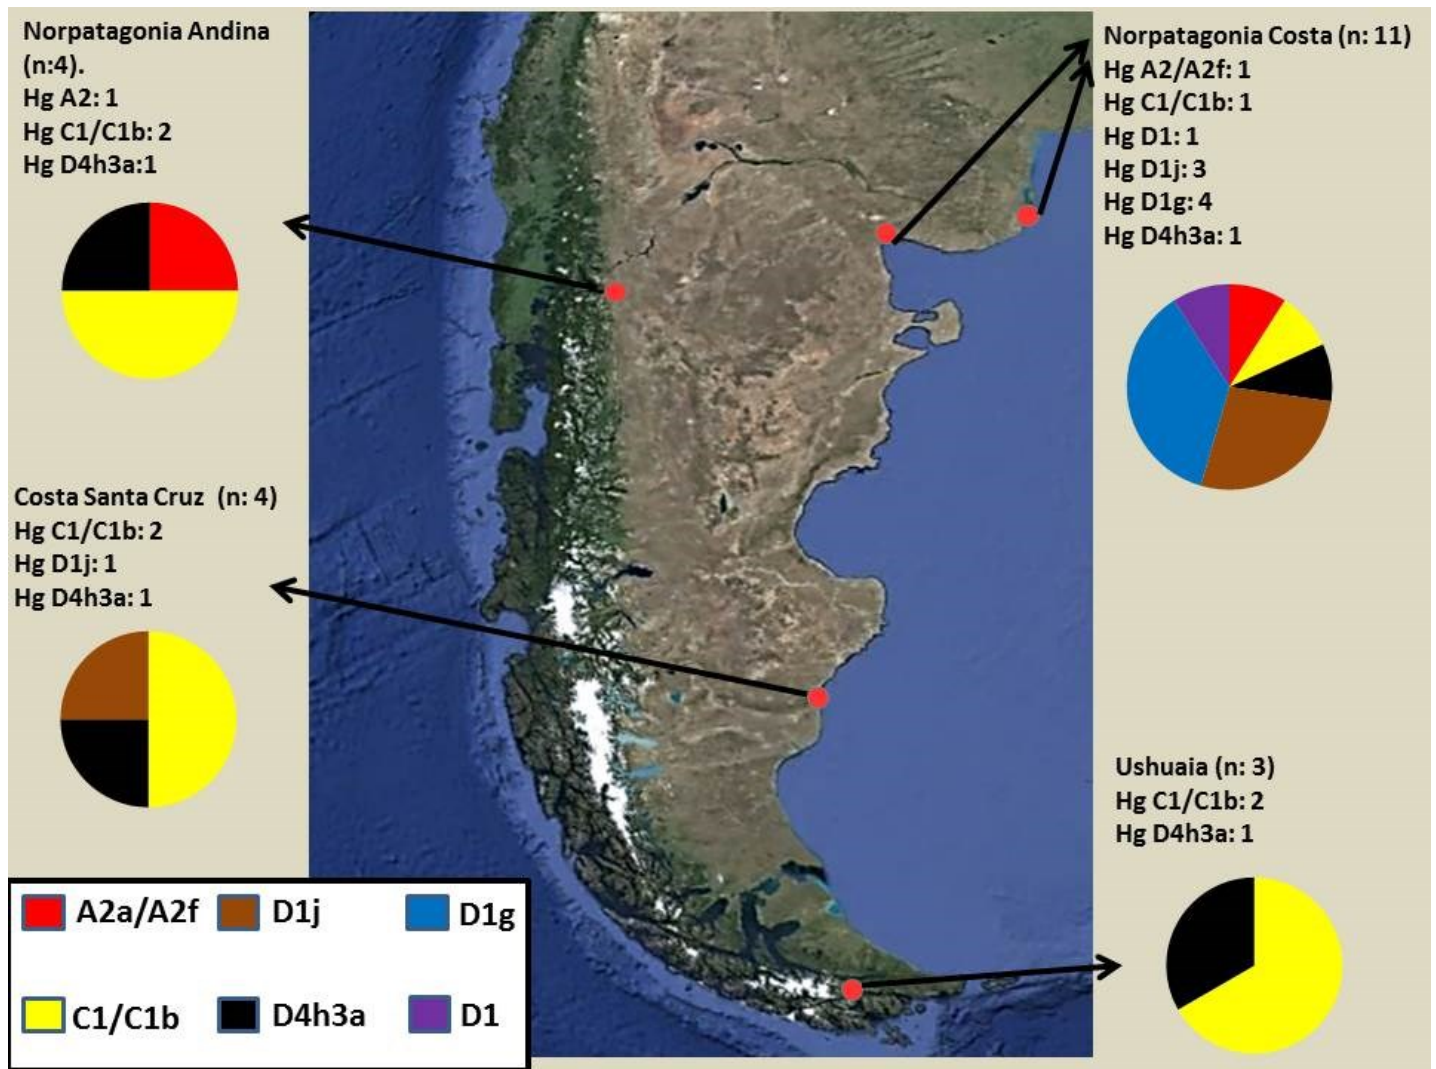 Norpatagonia Andina
(n:4).
Hg A2: 1
Hg C1/C1b: 2
Hg D4h3a:1
Norpatagonia Costa (n: 11)
Hg A2/A2f: 1
Hg C1/C1b: 1
Hg D1: 1
Hg D1j: 3
Hg D1g: 4
Hg D4h3a: 1
Costa Santa Cruz (n: 4)
Hg C1/C1b: 2
Hg D1j: 1
Hg D4h3a: 1
Ushuaia (n: 3)
Hg C1/C1b: 2
Hg D4h3a: 1
A2a/A2f D1j D1g
C1/C1b D4h3a D1